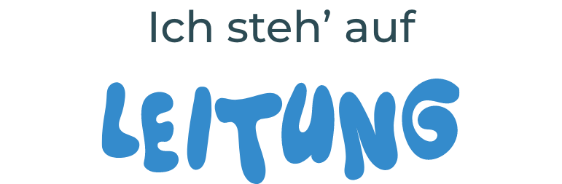 Ich steh’ auf
LEITUNG